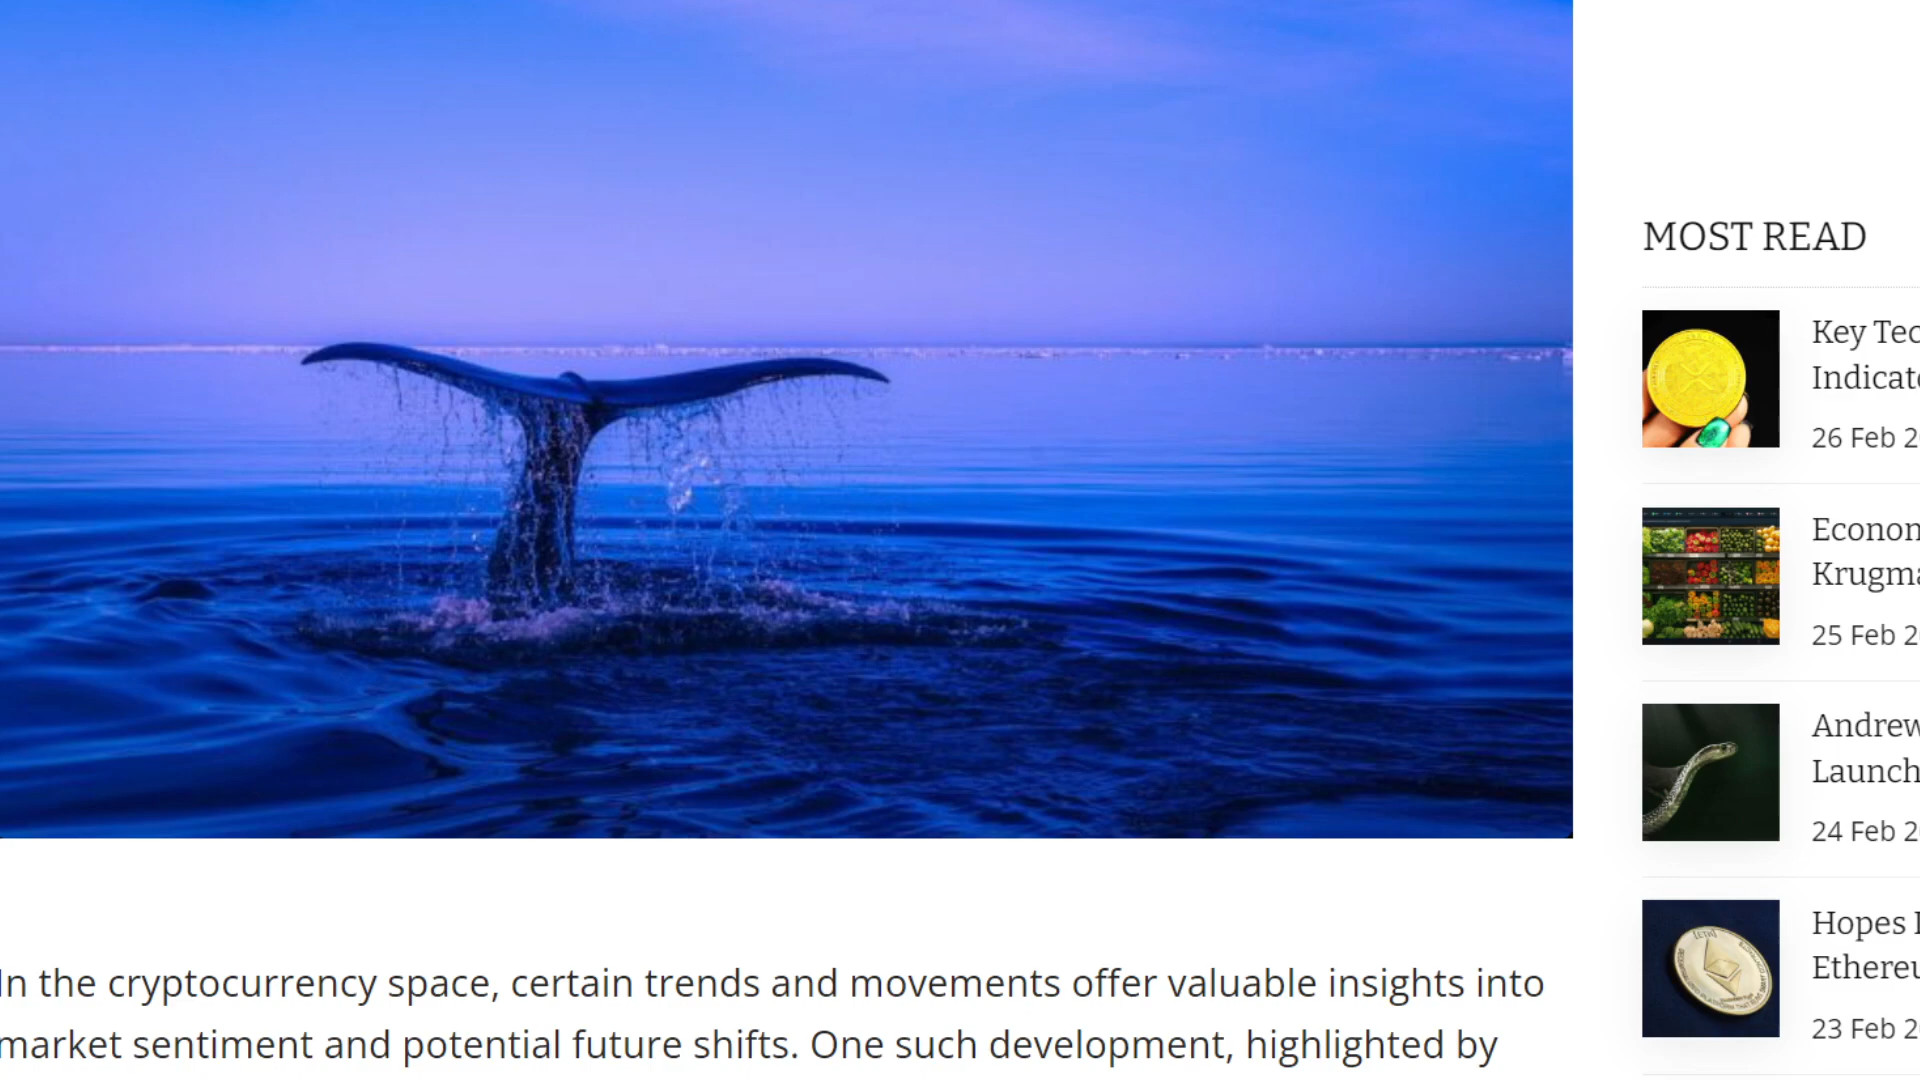 MOST READ
Key Tec
Indicat
26 Feb 2
Econo
Krugma
25 Feb 2
Andrew
Launch
24 Feb 2
Hopes
Ethereu
23 Feb 2
In the cryptocurrency space, certain trends and movements offer valuable insights into
market sentiment and potential future shifts. One such development, highlighted by